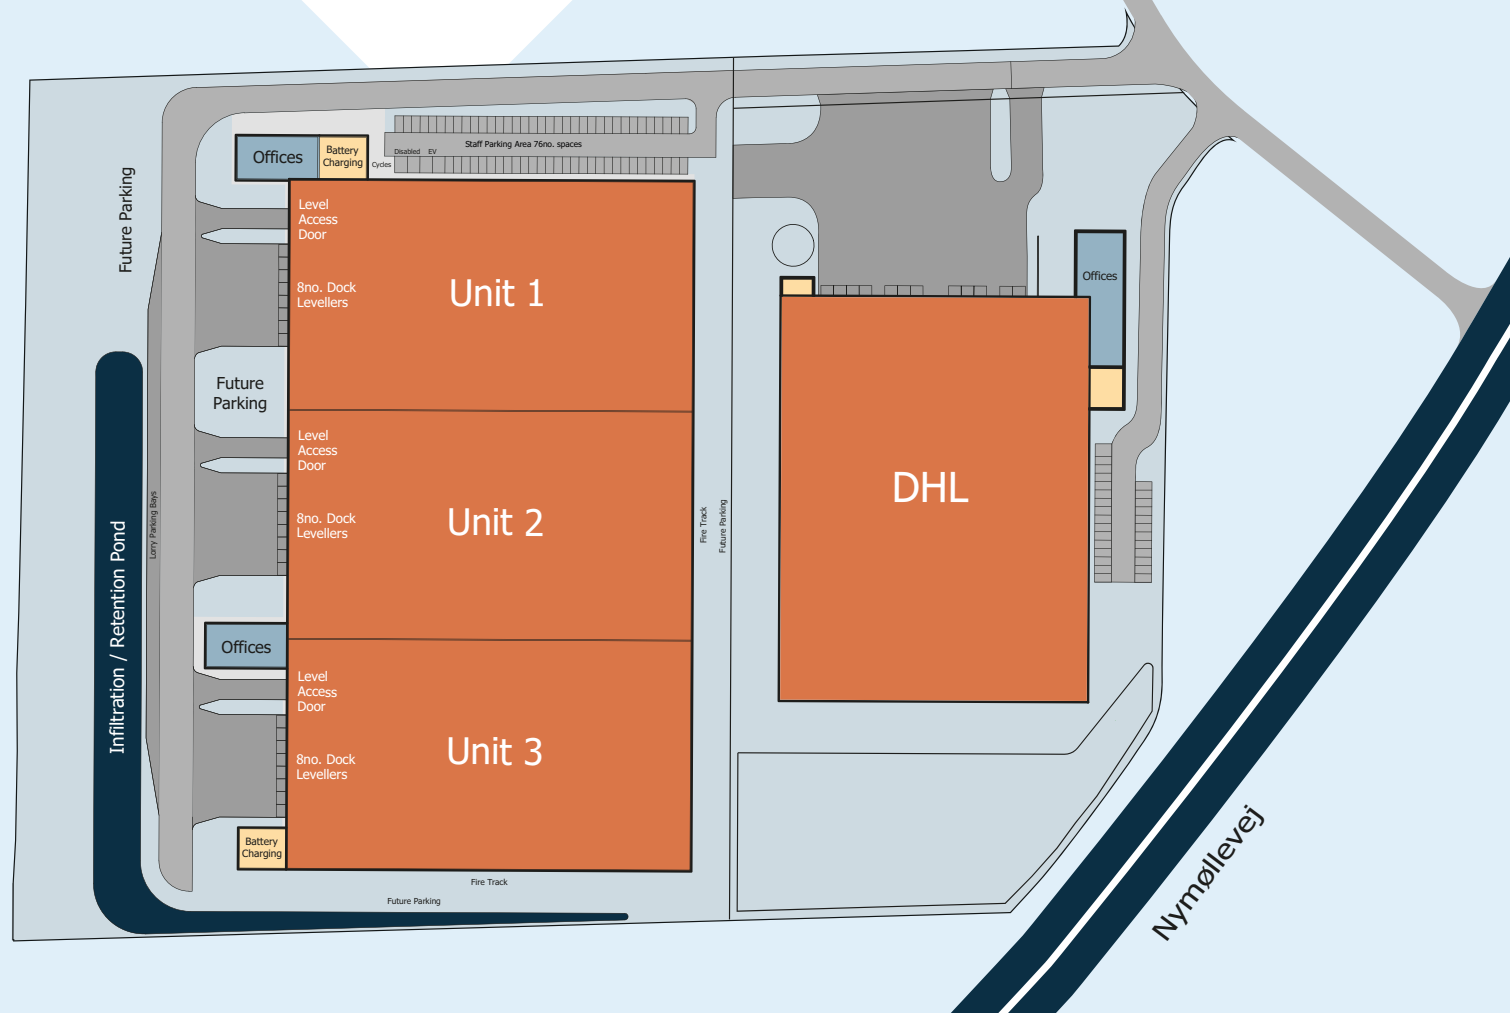 Offices
Battery
Charging
Cycles
Disabled
EV
Staff Parking Area 76no. spaces
Future Parking
Level
Access
Door
8no. Dock
Levellers
Unit 1
Offices
Future
Parking
Level
Access
Door
8no. Dock
Levellers
Unit 2
Lorry Parking Bays
Infiltration / Retention Pond
Fire Track
Future Parking
DHL
Offices
Level
Access
Door
8no. Dock
Levellers
Unit 3
Battery
Charging
Fire Track
Future Parking
Nymøllevej